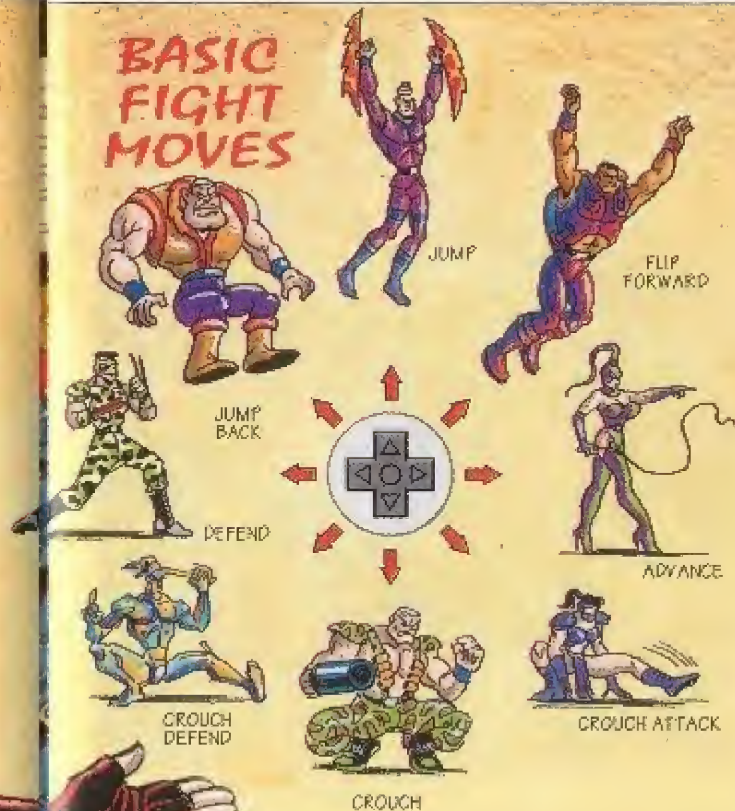 BASIC
FIGHT
MOVES
JUMP
FLIP
FORWARD
JUMP
BACK
DEFEND
ADVANCE
CROUCH
DEFEND
CROUCH ATTACK
CROUCH